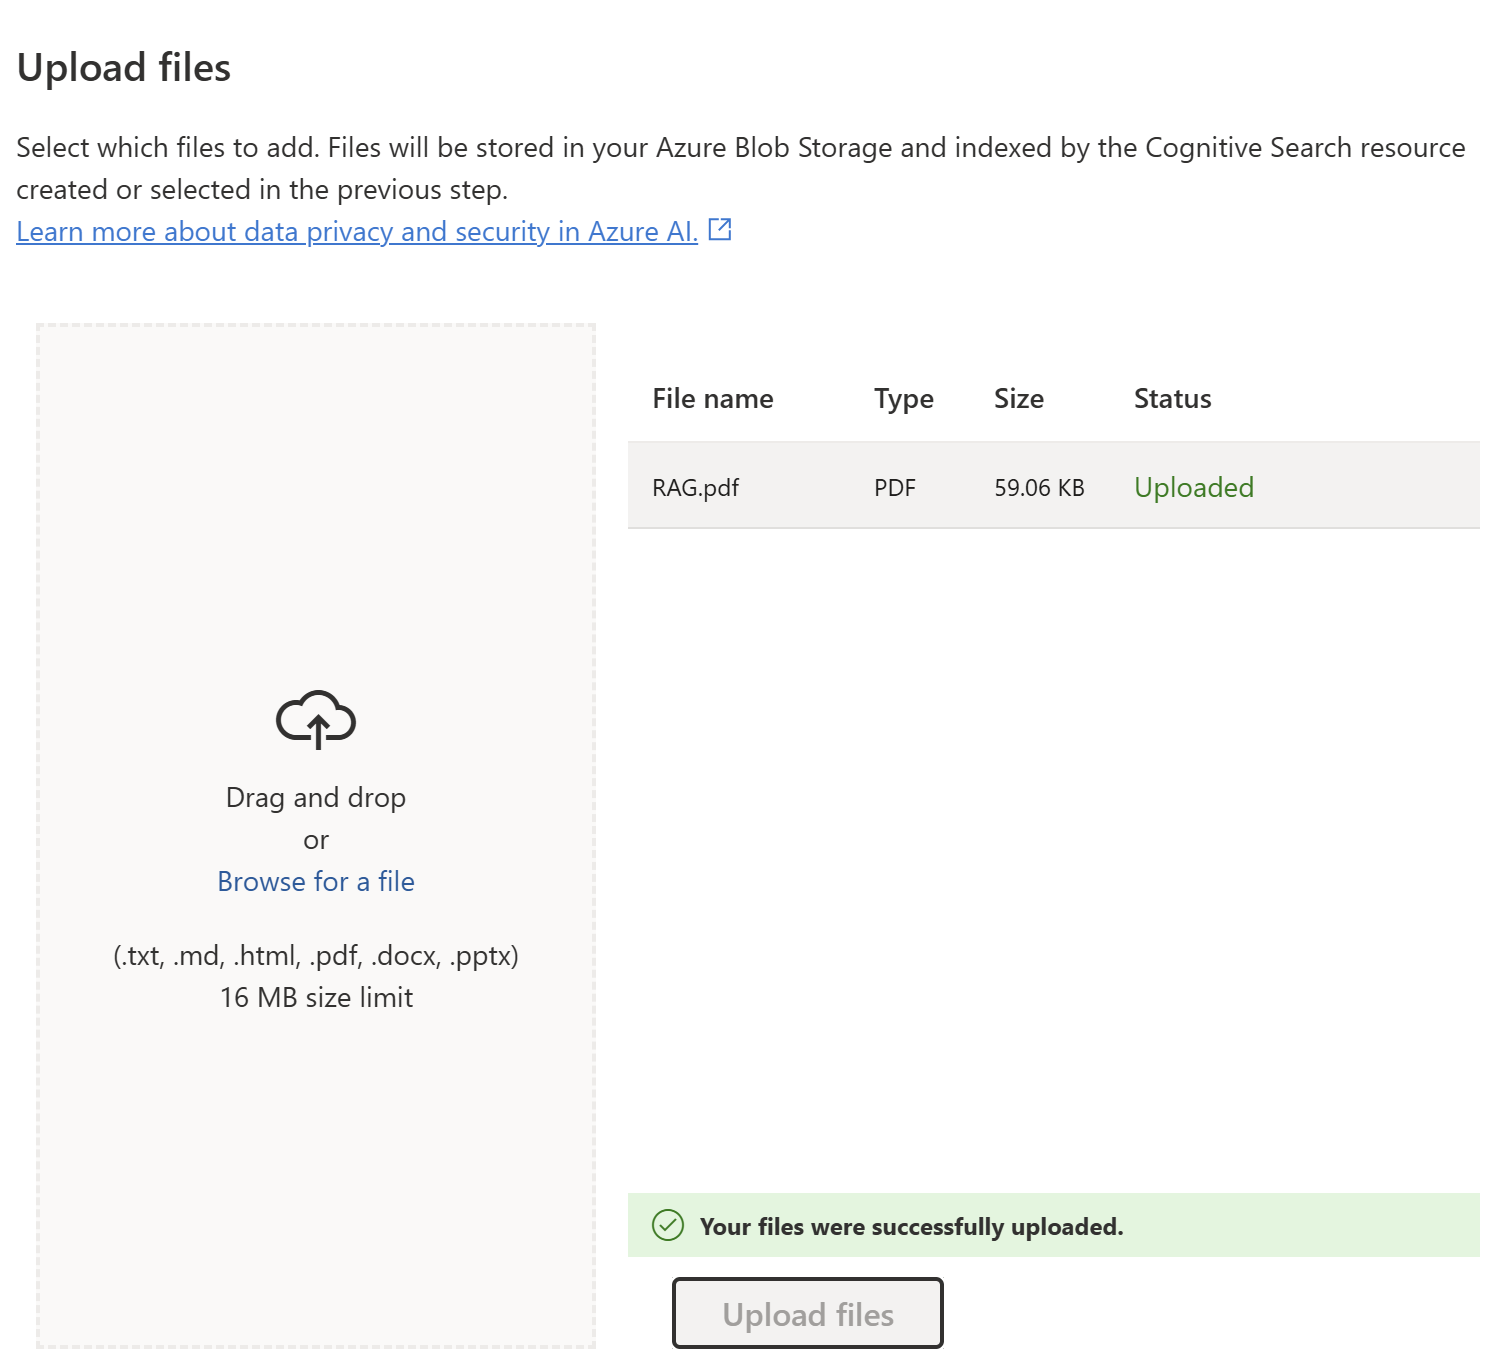 Upload files
Select which files to add. Files will be stored in your Azure Blob Storage and indexed by the Cognitive Search resource
created or selected in the previous step.
Learn more about data privacy and security in Azure AI.
Drag and drop
or
Browse for a file
(.txt, .md, .html, .pdf, .docx, .pptx)
16 MB size limit
File name Type Size Status
RAG.pdf PDF 59.06 KB Uploaded
Your files were successfully uploaded.
Upload files